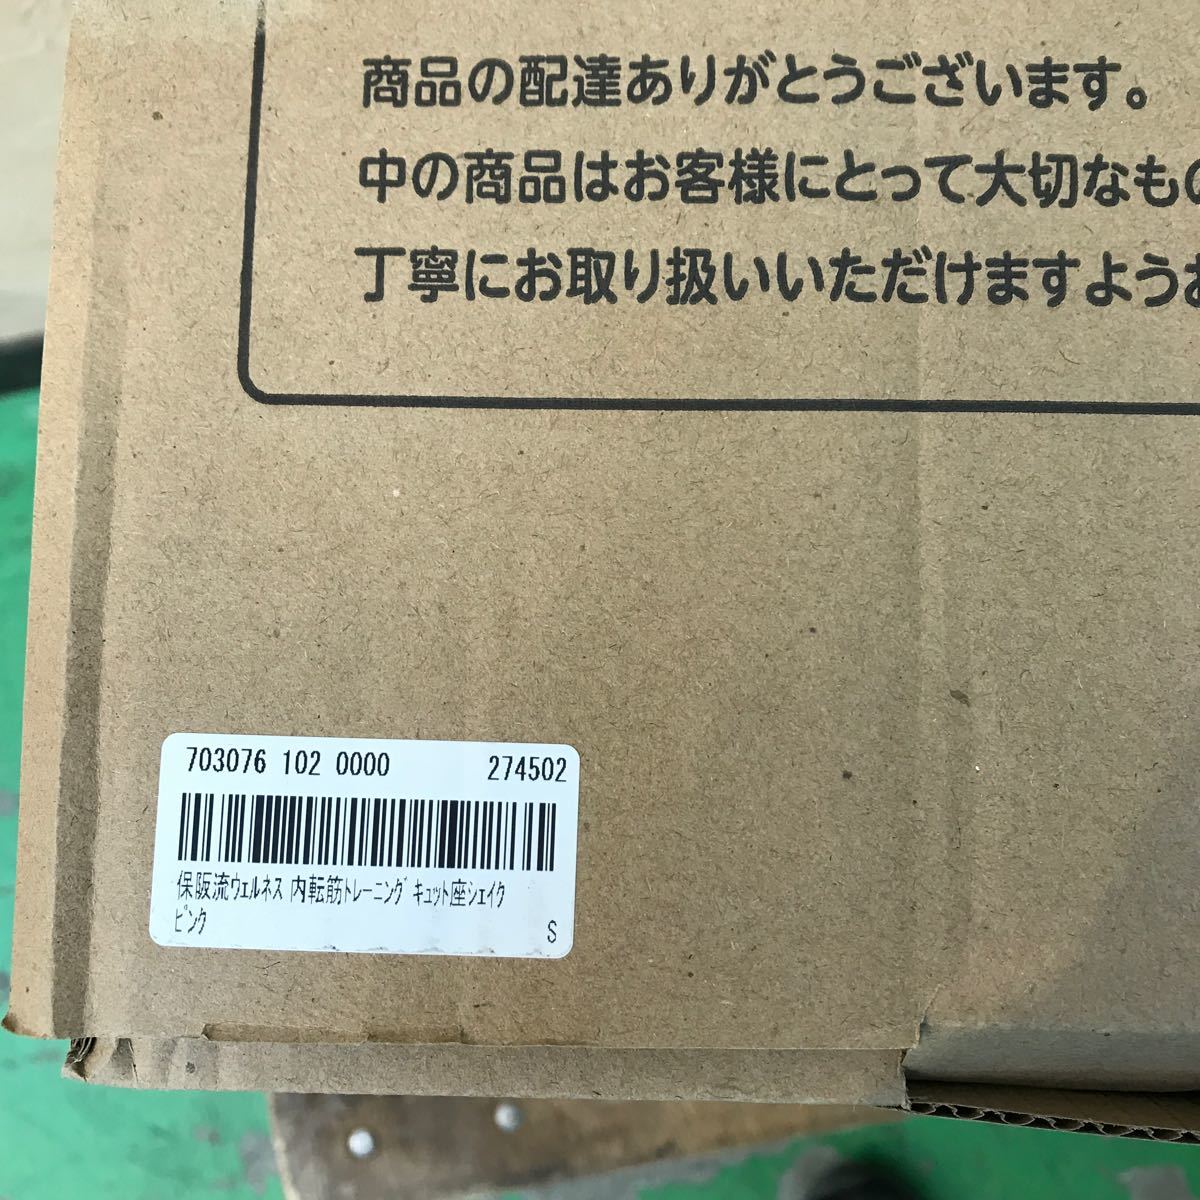 商品の配達ありがとうございます。
中の商品はお客様にとって大切なもの
丁寧にお取り扱いいただけますようお
703076 102 0000 274502
保阪流ウェルネス 内転筋トレーニング キュット座シェイク
ピンク S